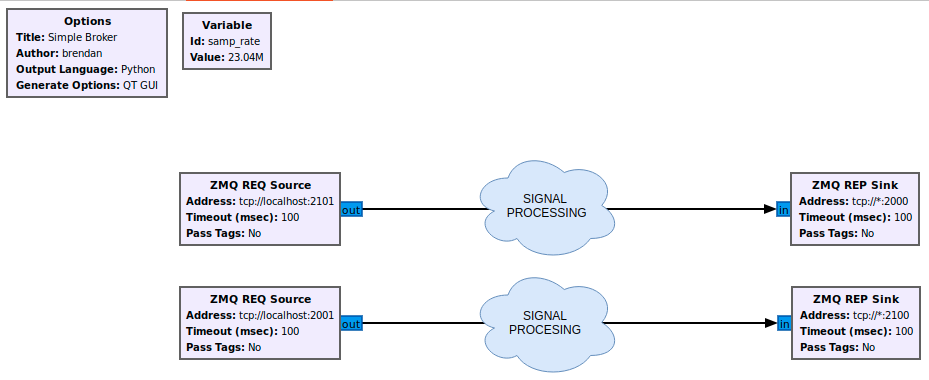 Options
Title: Simple Broker
Author: brendan
Output Language: Python
Generate Options: QT GUI
Variable
Id: samp_rate
Value: 23.04M
ZMQ REQ Source
Address: tcp://localhost:2101
Timeout (msec): 100
Pass Tags: No
out
SIGNAL
PROCESSING
in
ZMQ REP Sink
Address: tcp://*:2000
Timeout (msec): 100
Pass Tags: No
ZMQ REQ Source
Address: tcp://localhost:2001
Timeout (msec): 100
Pass Tags: No
out
SIGNAL
PROCESING
in
ZMQ REP Sink
Address: tcp://*:2100
Timeout (msec): 100
Pass Tags: No